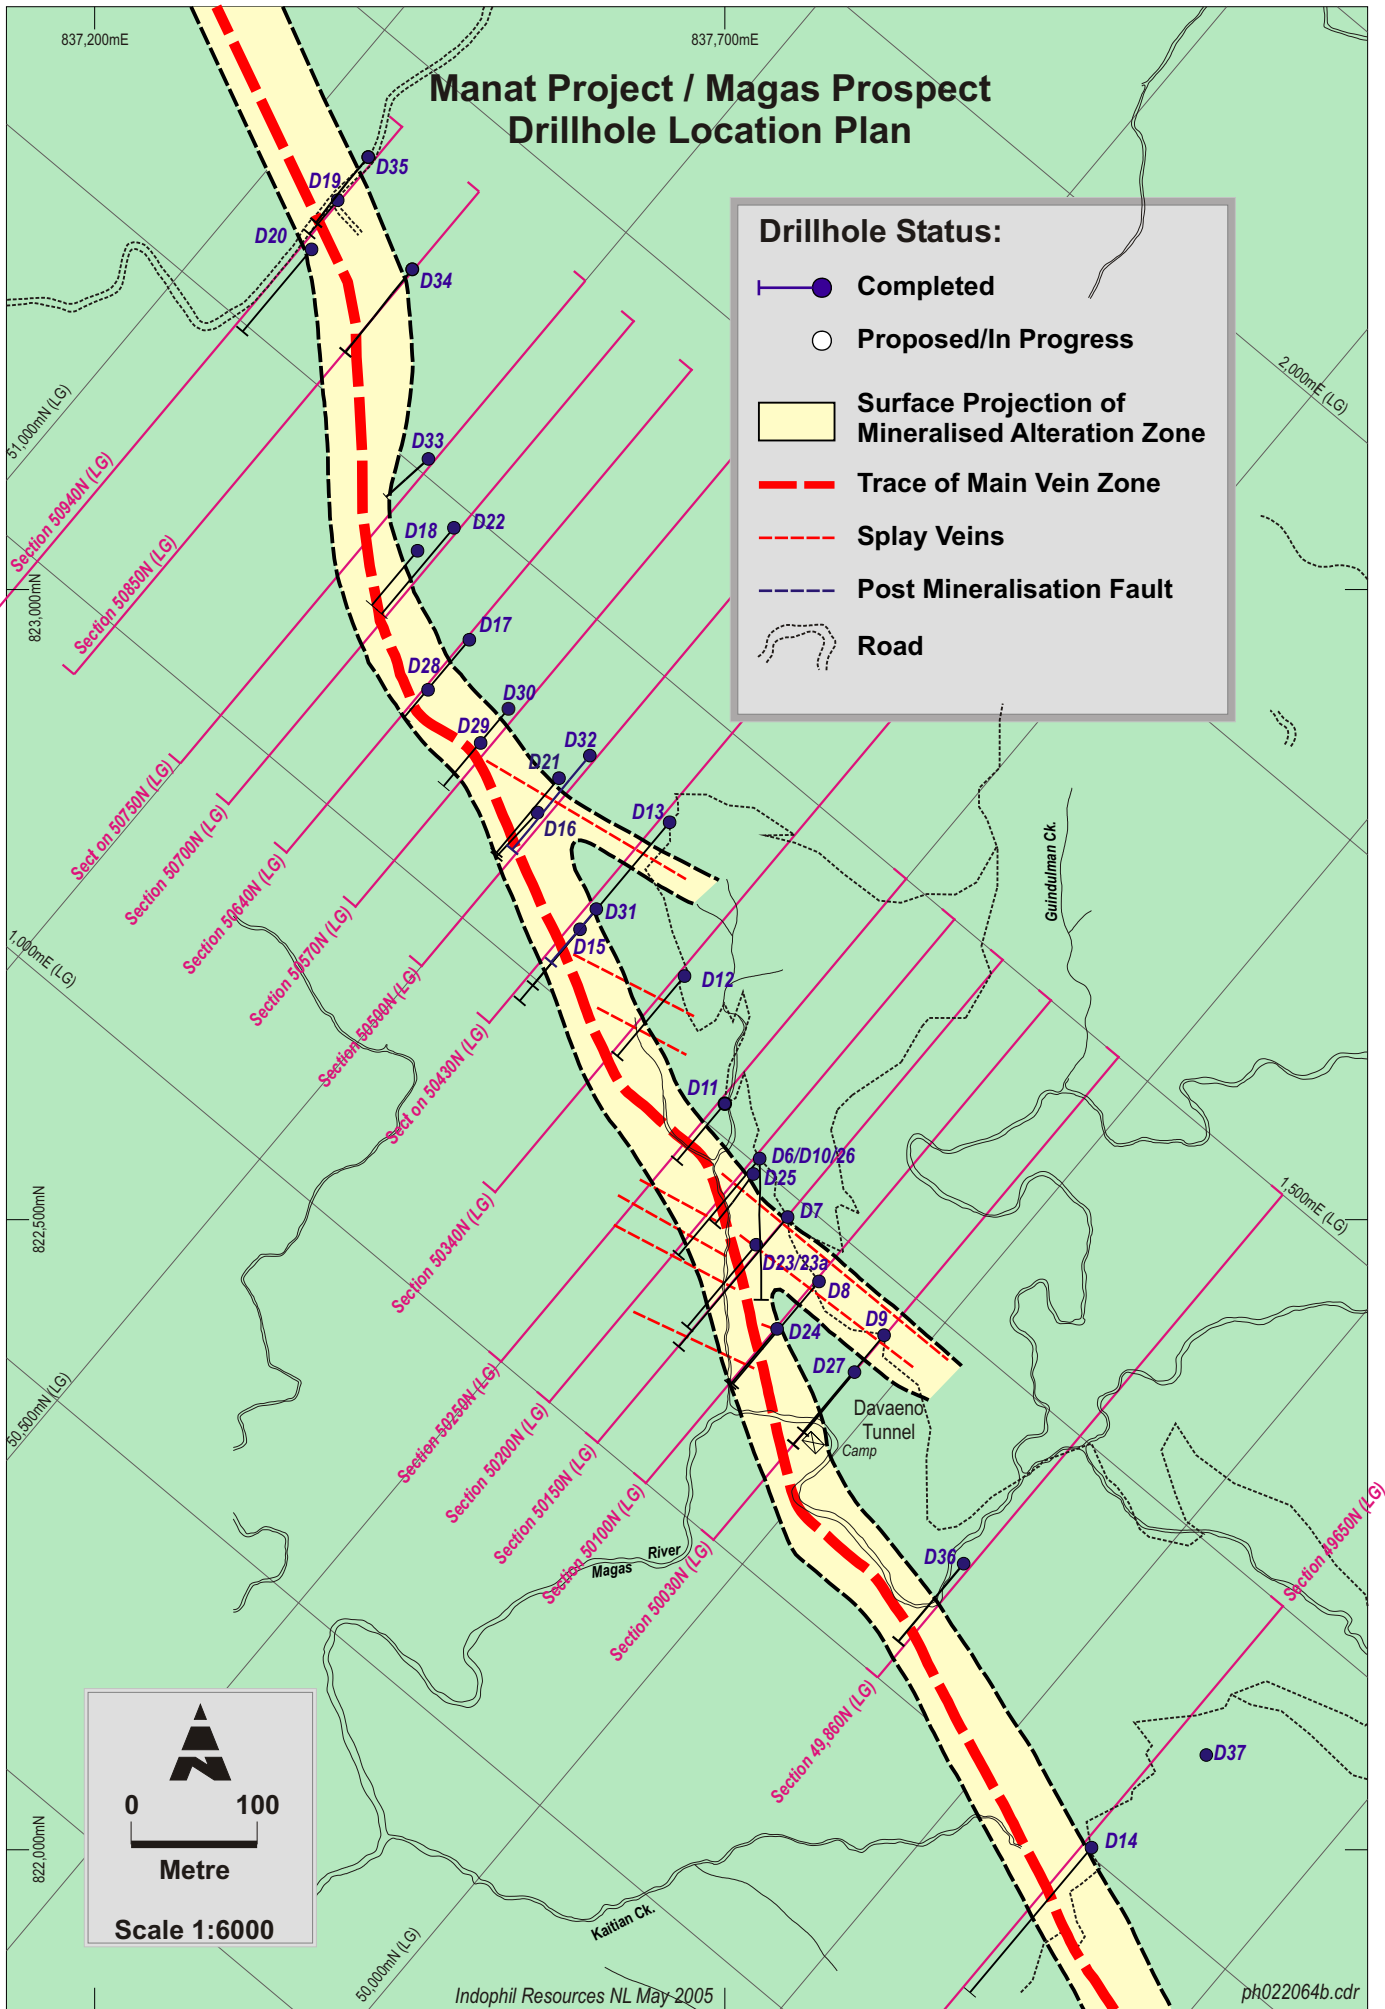 837,200mE
837,700mE
Manat Project / Magas Prospect
Drillhole Location Plan
Drillhole Status:
Completed
Proposed/In Progress
Surface Projection of
Mineralised Alteration Zone
Trace of Main Vein Zone
Splay Veins
Post Mineralisation Fault
Road
D35
D19
D20
D34
D33
D22
D18
D17
D28
D30
D29
D32
D21
D16
D13
D31
D15
D12
D11
D6/D10/26
D25
D7
D23/23a
D8
D24
D9
D27
Davaeno
Tunnel
Camp
D36
D37
D14
2,000mE (LG)
51,000mN (LG)
Section 50940N (LG)
823,000mN
Section 50850N (LG)
Sect on 50750N (LG)
Section 50700N (LG)
Section 50640N (LG)
Section 50570N (LG)
Section 50500N (LG)
Sect on 50430N (LG)
Section 50340N (LG)
Section 50250N (LG)
Section 50200N (LG)
Section 50150N (LG)
Section 50100N (LG)
Section 50030N (LG)
Section 49,860N (LG)
Section 49650N (LG)
1,000mE (LG)
Guindulman Ck.
822,500mN
1,500mE (LG)
50,500mN (LG)
Magas River
0 100
Metre
Scale 1:6000
822,000mN
50,000mN (LG)
Kaitian Ck.
Indophil Resources NL May 2005
ph022064b.cdr